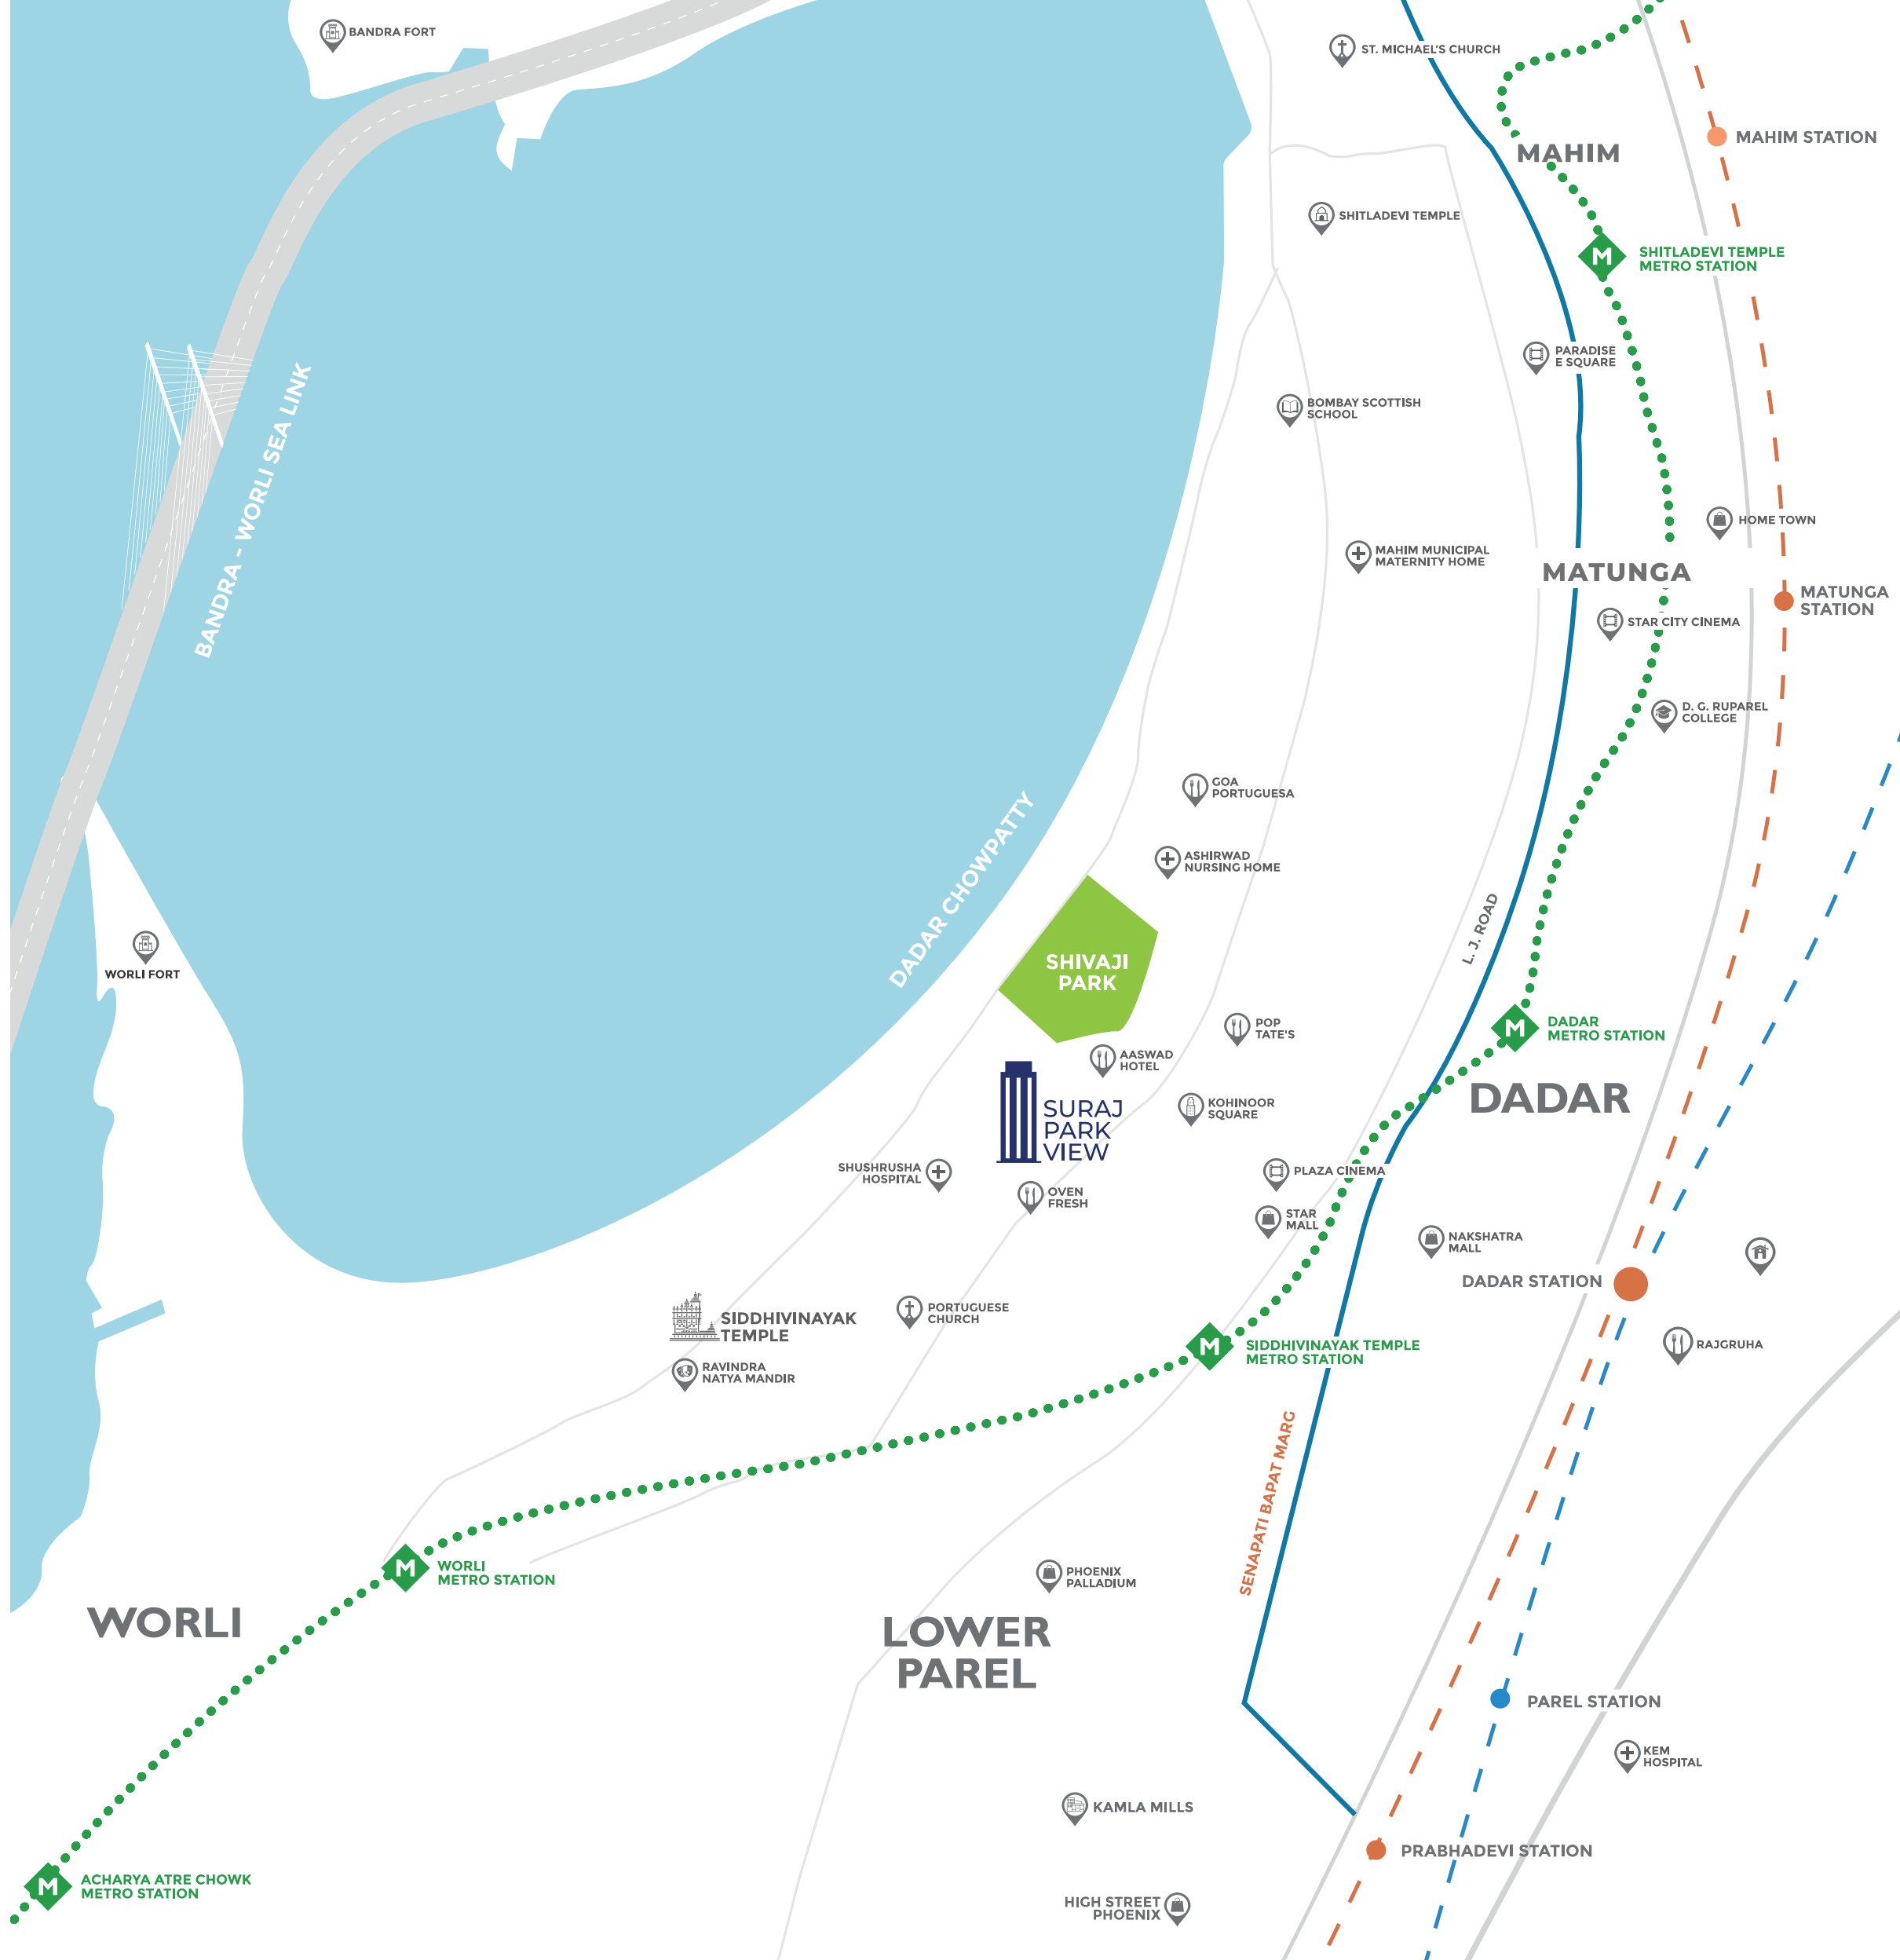 BANDRA FORT
ST. MICHAEL'S CHURCH
MAHIM STATION
MAHIM
SHITLADEVI TEMPLE
M
SHITLADEVI TEMPLE
METRO STATION
PARADISE
E SQUARE
BOMBAY SCOTTISH
SCHOOL
BANDRA - WORLI SEA LINK
HOME TOWN
MAHIM MUNICIPAL
MATERNITY HOME
MATUNGA
MATUNGA
STATION
STAR CITY CINEMA
D. G. RUPAREL
COLLEGE
GOA
PORTUGUESA
DADAR CHOWPATTY
ASHIRWAD
NURSING HOME
L. J. ROAD
WORLI FORT
SHIVAJI
PARK
POP
TATE'S
M
DADAR
METRO STATION
AASWAD
HOTEL
DADAR
SURAJ
PARK
VIEW
KOHINOOR
SQUARE
SHUSHRUSHA
HOSPITAL
PLAZA CINEMA
OVEN
FRESH
STAR
MALL
NAKSHATRA
MALL
DADAR STATION
SIDDHIVINAYAK
TEMPLE
PORTUGUESE
CHURCH
M
SIDDHIVINAYAK TEMPLE
METRO STATION
RAJGRUHA
RAVINDRA
NATYA MANDIR
SENAPATI BAPAT MARG
M
WORLI
METRO STATION
PHOENIX
PALLADIUM
WORLI
LOWER
PAREL
PAREL STATION
KEM
HOSPITAL
KAMLA MILLS
PRABHADEVI STATION
M
ACHARYA ATRE CHOWK
METRO STATION
HIGH STREET
PHOENIX